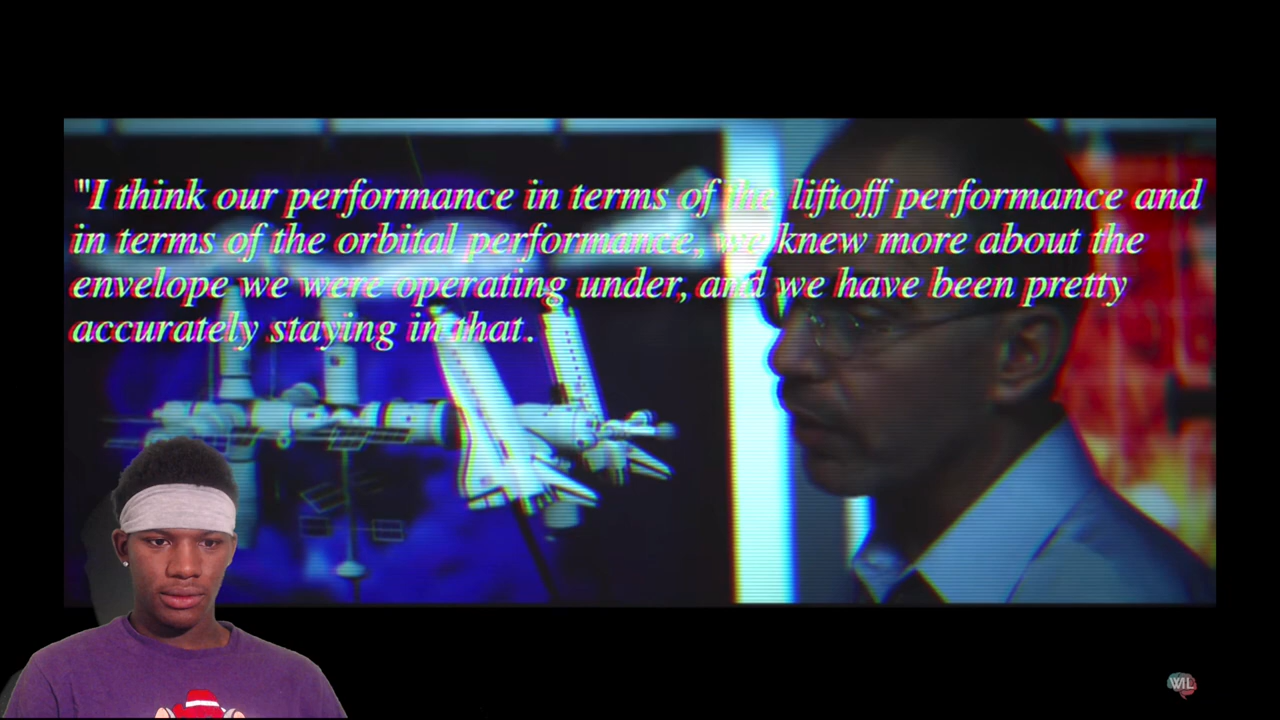 "I think our performance in terms of the liftoff performance and
in terms of the orbital performance, we knew more about the
envelope we were operating under, and we have been pretty
accurately staying in that.
WIL